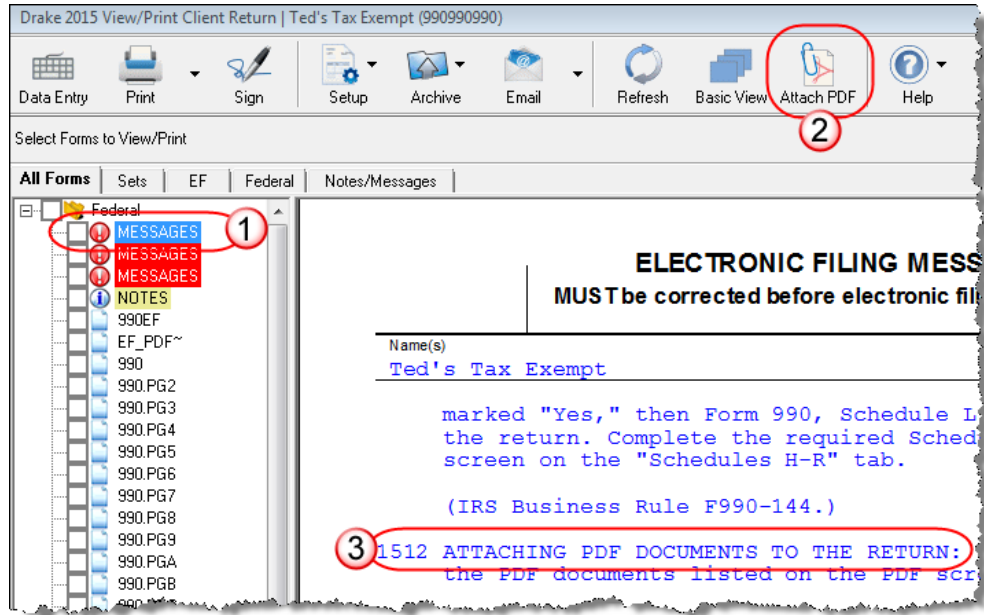 Drake 2015 View/Print Client Return | Ted's Tax Exempt (990990990)
Data Entry Print Sign Setup Archive Email Refresh Basic View Attach PDF Help
2
Select Forms to View/Print
All Forms Sets EF Federal Notes/Messages
Federal
MESSAGES
1
MESSAGES
MESSAGES
NOTES
990EF
EF_PDF~
990
990.PG2
990.PG3
990.PG4
990.PG5
990.PG6
990.PG7
990.PG8
990.PG9
990.PGA
990.PGB
ELECTRONIC FILING MESS
MUST be corrected before electronic fil
Name(s)
Ted's Tax Exempt
marked "Yes," then Form 990, Schedule L
the return. Complete the required Sched
screen on the "Schedules H-R" tab.
(IRS Business Rule F990-144.)
3
1512 ATTACHING PDF DOCUMENTS TO THE RETURN:
the PDF documents listed on the PDF scr